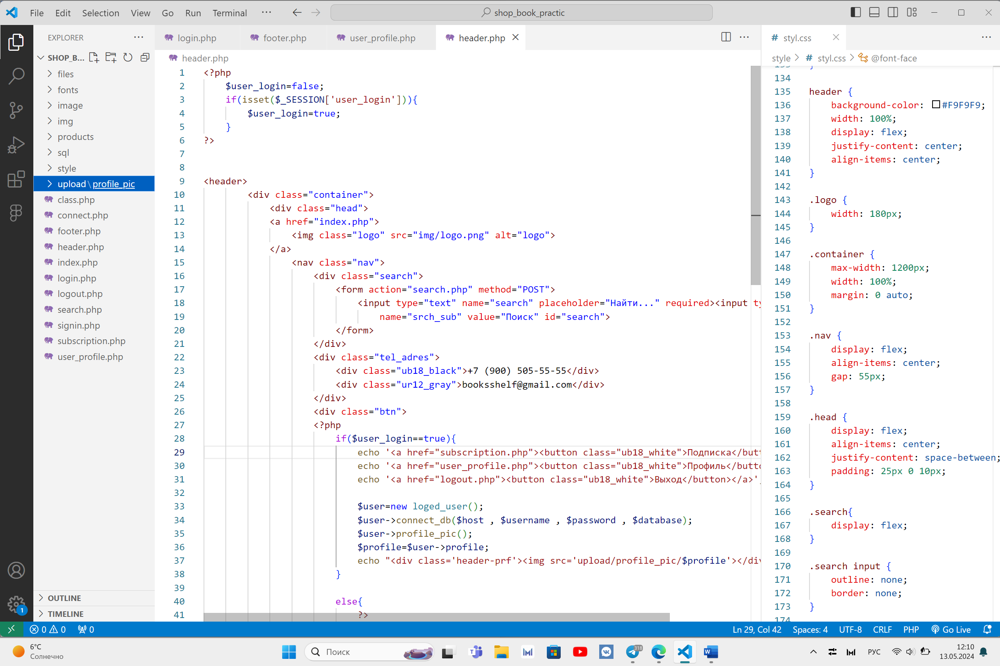 File Edit Selection View Go Run Terminal ··· shop_book_practic
EXPLORER ···
SHOP_B...
files
fonts
image
img
products
sql
style
upload\profile_pic
class.php
connect.php
footer.php
header.php
index.php
login.php
logout.php
search.php
signin.php
subscription.php
user_profile.php
OUTLINE
TIMELINE
login.php footer.php user_profile.php header.php
header.php
1 <?php
2 $user_login=false;
3 if(isset($_SESSION['user_login'])){
4 $user_login=true;
5 }
6 ?>
7
8
9 <header>
10 <div class="container">
11 <div class="head">
12 <a href="index.php">
13 <img class="logo" src="img/logo.png" alt="logo">
14 </a>
15 <nav class="nav">
16 <div class="search">
17 <form action="search.php" method="POST">
18 <input type="text" name="search" placeholder="Найти..." required><input ty
19 name="srch_sub" value="Поиск" id="search">
20 </form>
21 </div>
22 <div class="tel_adres">
23 <div class="ub18_black">+7 (900) 505-55-55</div>
24 <div class="ur12_gray">booksshelf@gmail.com</div>
25 </div>
26 <div class="btn">
27 <?php
28 if($user_login==true){
29 echo '<a href="subscription.php"><button class="ub18_white">Подписка</butt
30 echo '<a href="user_profile.php"><button class="ub18_white">Профиль</butto
31 echo '<a href="logout.php"><button class="ub18_white">Выход</button></a>'
32
33 $user=new loged_user();
34 $user->connect_db($host , $username , $password , $database);
35 $user->profile_pic();
36 $profile=$user->profile;
37 echo "<div class='header-prf'><img src='upload/profile_pic/$profile'></div
38 }
39
40 else{
41 ?>
# styl.css
style > # styl.css > @font-face
133 }
134
135 header {
136 background-color: #F9F9F9;
137 width: 100%;
138 display: flex;
139 justify-content: center;
140 align-items: center;
141 }
142
143 .logo {
144 width: 180px;
145 }
146
147 .container {
148 max-width: 1200px;
149 width: 100%;
150 margin: 0 auto;
151 }
152
153 .nav {
154 display: flex;
155 align-items: center;
156 gap: 55px;
157 }
158
159 .head {
160 display: flex;
161 align-items: center;
162 justify-content: space-between;
163 padding: 25px 0 10px;
164 }
165
166 .search{
167 display: flex;
168 }
169
170 .search input {
171 outline: none;
172 border: none;
173 }
174
1
0 0 0 Ln 29, Col 42 Spaces: 4 UTF-8 CRLF PHP Go Live
6°C
Солнечно
Поиск
318
РУС
12:10
13.05.2024